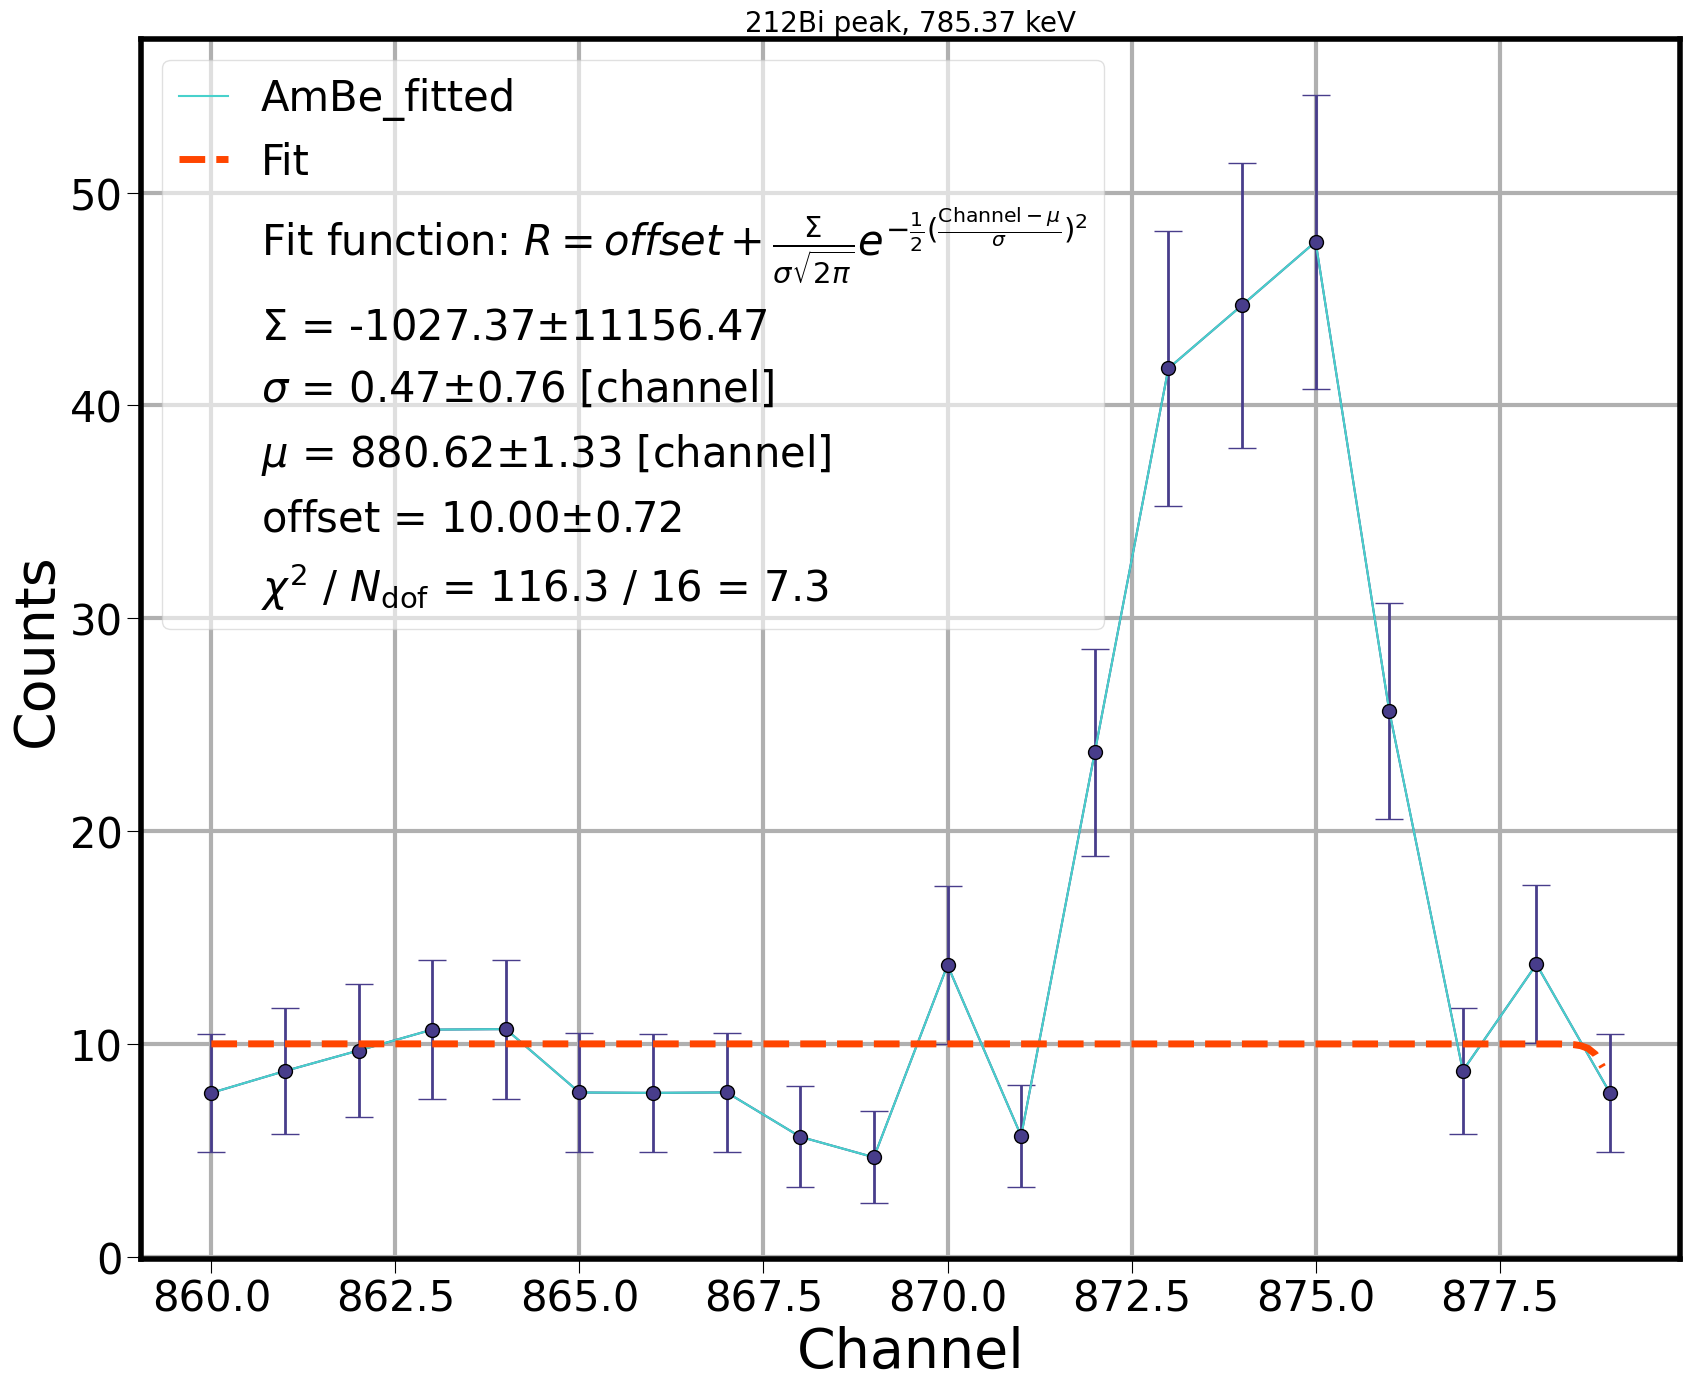 212Bi peak, 785.37 keV
AmBe_fitted
Fit
Fit function: R = offset + Σ/(σ√2π) e^(−1/2((Channel − μ)/σ)^2)
Σ = -1027.37±11156.47
σ = 0.47±0.76 [channel]
μ = 880.62±1.33 [channel]
offset = 10.00±0.72
χ² / N_dof = 116.3 / 16 = 7.3
Counts
50
40
30
20
10
0
860.0 862.5 865.0 867.5 870.0 872.5 875.0 877.5
Channel